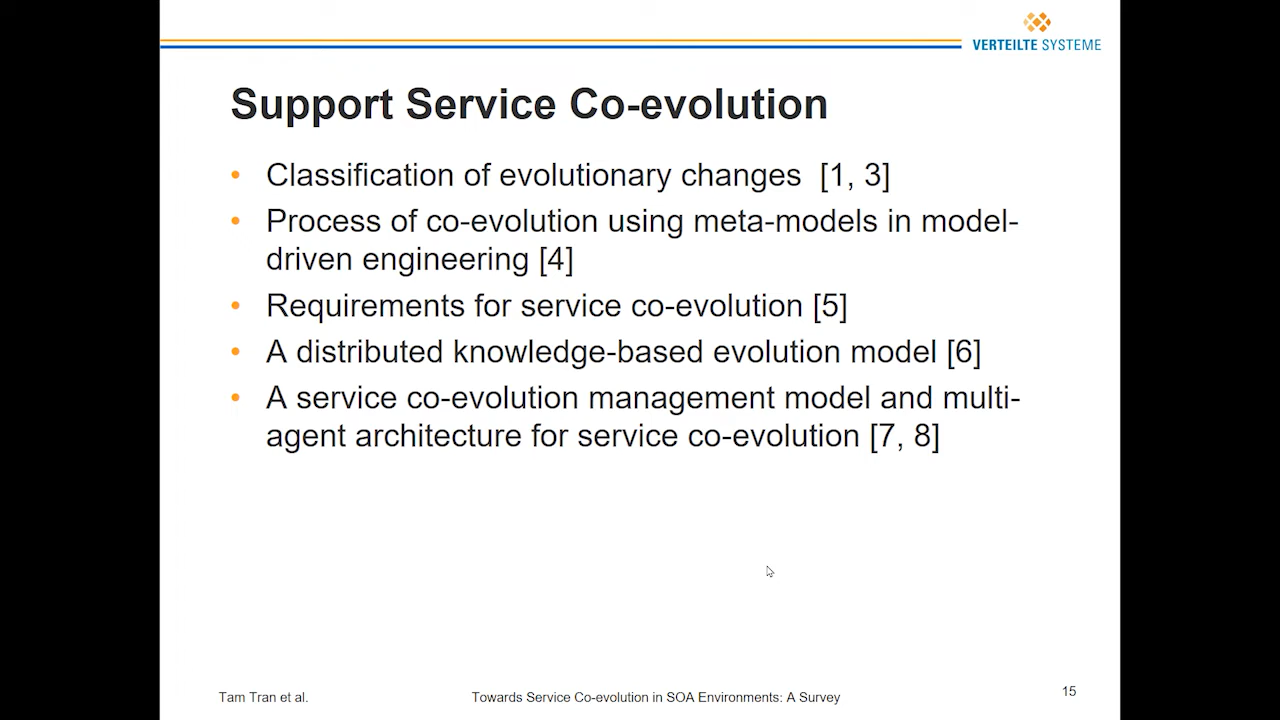 VERTEILTE SYSTEME
Support Service Co-evolution
• Classification of evolutionary changes [1, 3]
• Process of co-evolution using meta-models in model-
driven engineering [4]
• Requirements for service co-evolution [5]
• A distributed knowledge-based evolution model [6]
• A service co-evolution management model and multi-
agent architecture for service co-evolution [7, 8]
Tam Tran et al.
Towards Service Co-evolution in SOA Environments: A Survey
15